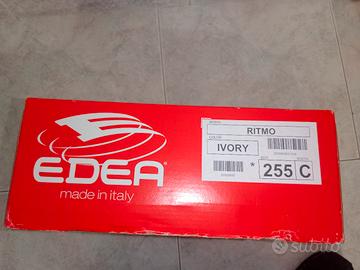 EDEA
made in italy
RITMO
IVORY
* 255 C
subito